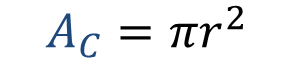 A_C = πr²